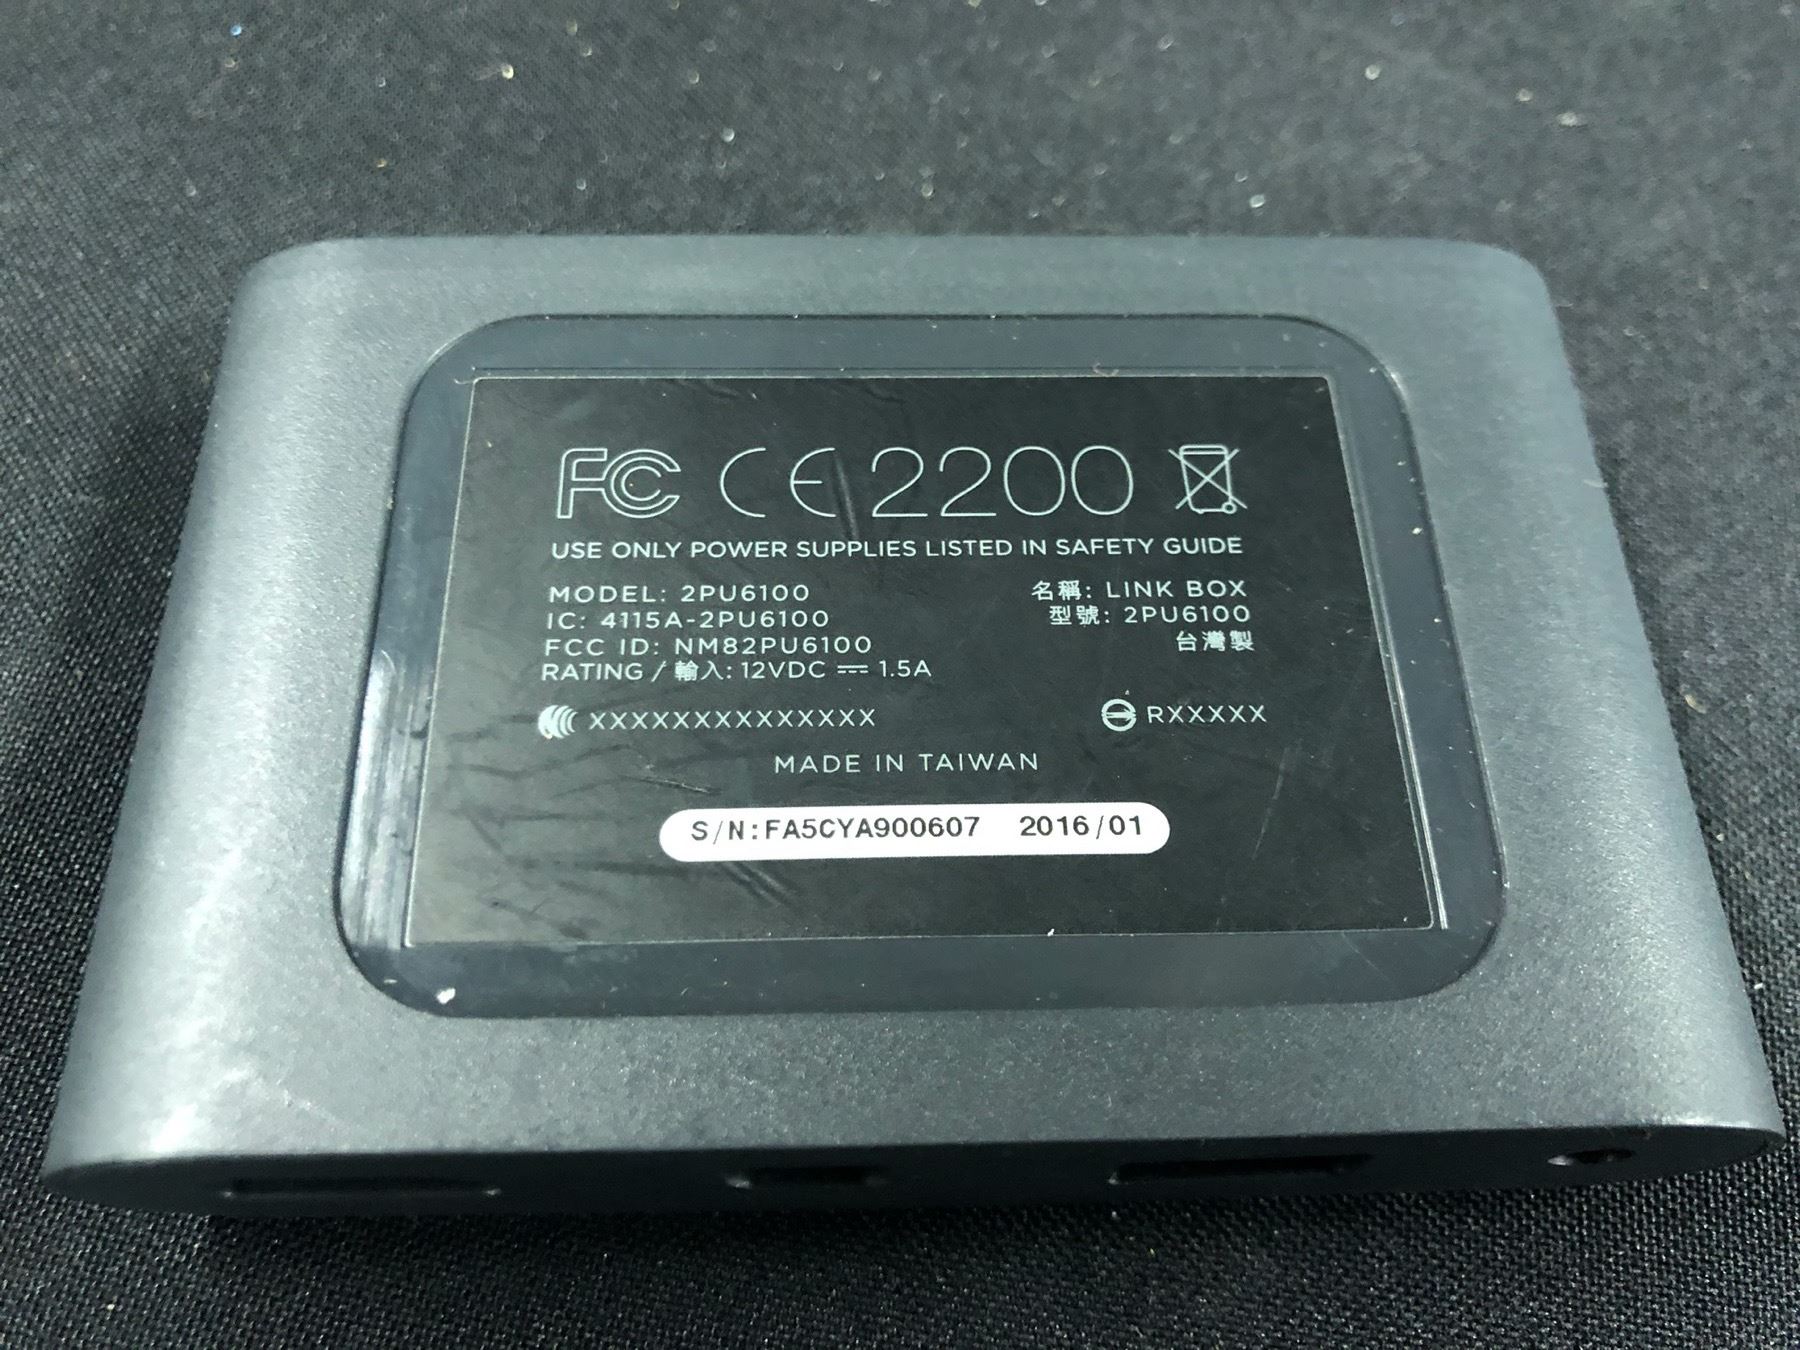 FC CE2200
USE ONLY POWER SUPPLIES LISTED IN SAFETY GUIDE
MODEL: 2PU6100
IC: 4115A-2PU6100
FCC ID: NM82PU6100
RATING / 輸入: 12VDC ⎓ 1.5A
名稱: LINK BOX
型號: 2PU6100
台灣製
XXXXXXXXXXXXXX
RXXXXX
MADE IN TAIWAN
S/N:FA5CYA900607 2016/01